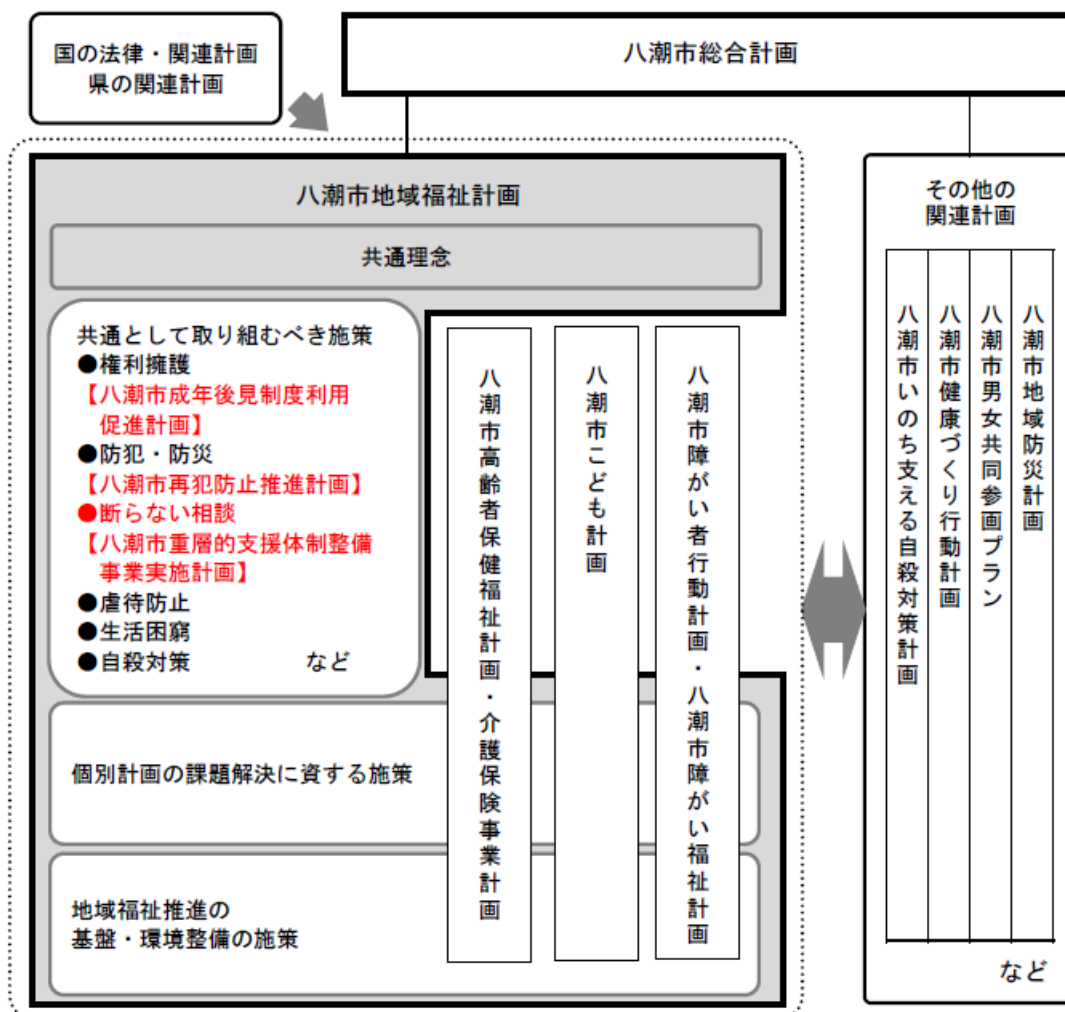 国の法律・関連計画
県の関連計画
八潮市総合計画
八潮市地域福祉計画
共通理念
共通として取り組むべき施策
●権利擁護
【八潮市成年後見制度利用
促進計画】
●防犯・防災
【八潮市再犯防止推進計画】
●断らない相談
【八潮市重層的支援体制整備
事業実施計画】
●虐待防止
●生活困窮
●自殺対策 など
個別計画の課題解決に資する施策
地域福祉推進の
基盤・環境整備の施策
八潮市高齢者保健福祉計画・介護保険事業計画
八潮市こども計画
八潮市障がい者行動計画・八潮市障がい福祉計画
その他の
関連計画
八潮市いのち支える自殺対策計画
八潮市健康づくり行動計画
八潮市男女共同参画プラン
八潮市地域防災計画
など